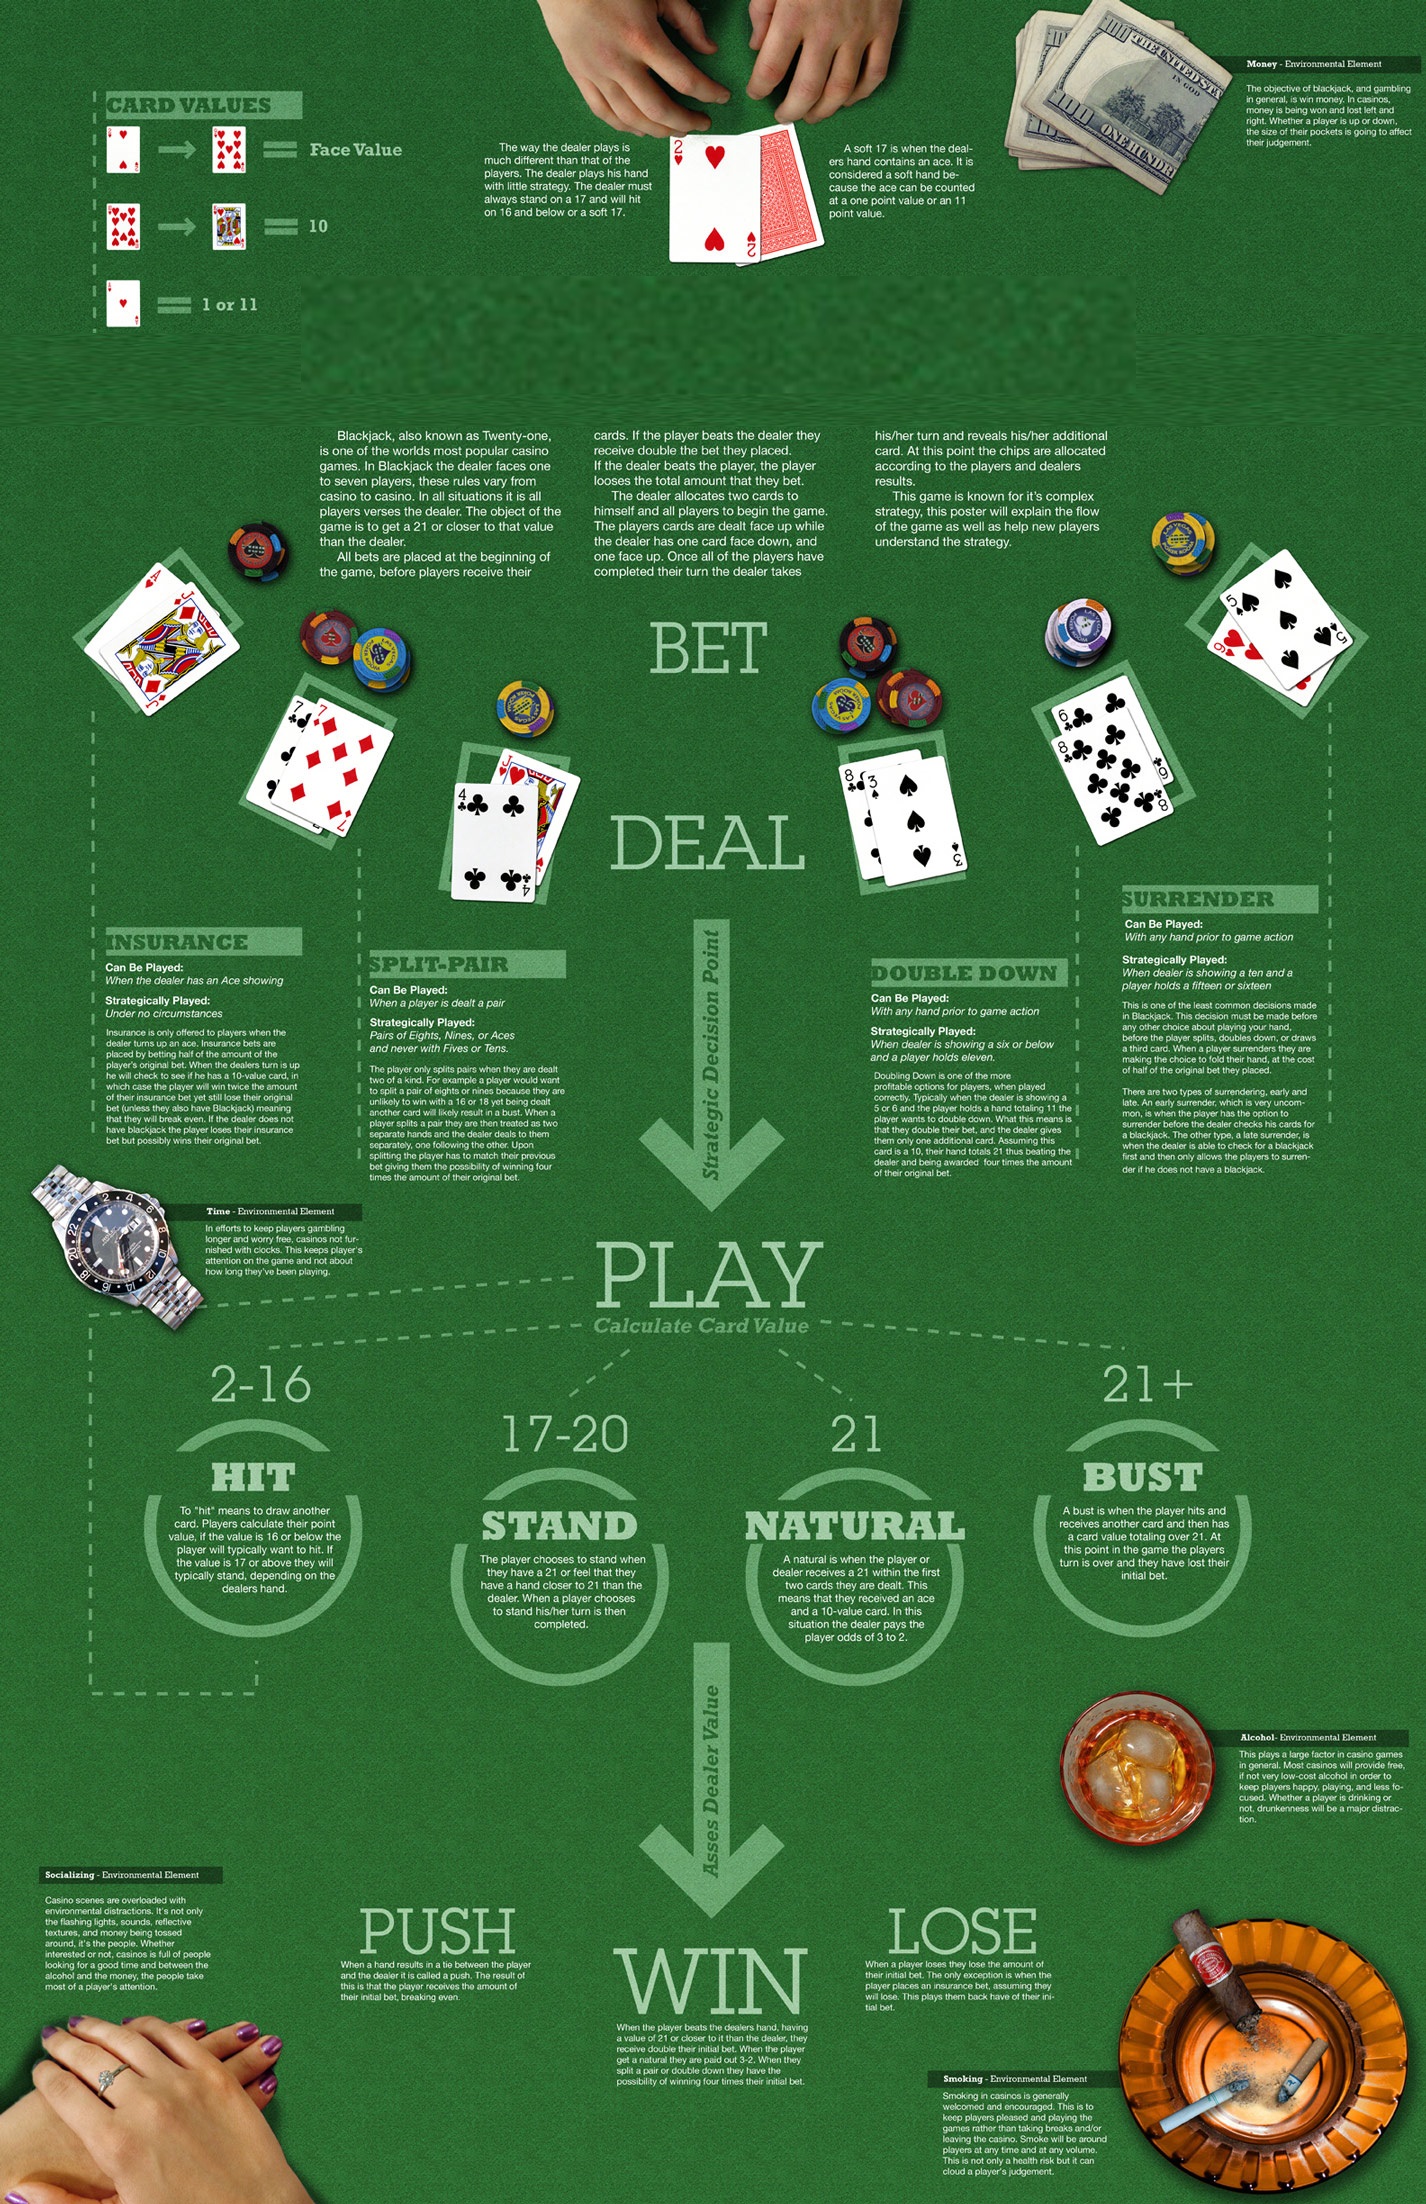 CARD VALUES
Face Value
10
1 or 11
The way the dealer plays is
much different than that of the
players. The dealer plays his hand
with little strategy. The dealer must
always stand on a 17 and will hit
on 16 and below or a soft 17.
2
2
A soft 17 is when the deal-
ers hand contains an ace. It is
considered a soft hand be-
cause the ace can be counted
at a one point value or an 11
point value.
100
THE UNITED STA
IN GOD
100
ONE HUNDR
Money - Environmental Element
The objective of blackjack, and gambling
in general, is win money. In casinos,
money is being won and lost left and
right. Whether a player is up or down,
the size of their pockets is going to affect
their judgement.
Blackjack, also known as Twenty-one,
is one of the worlds most popular casino
games. In Blackjack the dealer faces one
to seven players, these rules vary from
casino to casino. In all situations it is all
players verses the dealer. The object of the
game is to get a 21 or closer to that value
than the dealer.
All bets are placed at the beginning of
the game, before players receive their
cards. If the player beats the dealer they
receive double the bet they placed.
If the dealer beats the player, the player
looses the total amount that they bet.
The dealer allocates two cards to
himself and all players to begin the game.
The players cards are dealt face up while
the dealer has one card face down, and
one face up. Once all of the players have
completed their turn the dealer takes
his/her turn and reveals his/her additional
card. At this point the chips are allocated
according to the players and dealers
results.
This game is known for it's complex
strategy, this poster will explain the flow
of the game as well as help new players
understand the strategy.
A
J
J
7
7
7
4
4
J
8
3
3
6
8
9
8
5
5
6
BET
DEAL
Strategic Decision Point
INSURANCE
Can Be Played:
When the dealer has an Ace showing
Strategically Played:
Under no circumstances
Insurance is only offered to players when the
dealer turns up an ace. Insurance bets are
placed by betting half of the amount of the
player's original bet. When the dealers turn is up
he will check to see if he has a 10-value card, in
which case the player will win twice the amount
of their insurance bet yet still lose their original
bet (unless they also have Blackjack) meaning
that they will break even. If the dealer does not
have blackjack the player loses their insurance
bet but possibly wins their original bet.
SPLIT-PAIR
Can Be Played:
When a player is dealt a pair
Strategically Played:
Pairs of Eights, Nines, or Aces
and never with Fives or Tens.
The player only splits pairs when they are dealt
two of a kind. For example a player would want
to split a pair of eights or nines because they are
unlikely to win with a 16 or 18 yet being dealt
another card will likely result in a bust. When a
player splits a pair they are then treated as two
separate hands and the dealer deals to them
separately, one following the other. Upon
splitting the player has to match their previous
bet giving them the possibility of winning four
times the amount of their original bet.
DOUBLE DOWN
Can Be Played:
With any hand prior to game action
Strategically Played:
When dealer is showing a six or below
and a player holds eleven.
Doubling Down is one of the more
profitable options for players, when played
correctly. Typically when the dealer is showing a
5 or 6 and the player holds a hand totaling 11 the
player wants to double down. What this means is
that they double their bet, and the dealer gives
them only one additional card. Assuming this
card is a 10, their hand totals 21 thus beating the
dealer and being awarded four times the amount
of their original bet.
SURRENDER
Can Be Played:
With any hand prior to game action
Strategically Played:
When dealer is showing a ten and a
player holds a fifteen or sixteen
This is one of the least common decisions made
in Blackjack. This decision must be made before
any other choice about playing your hand,
before the player splits, doubles down, or draws
a third card. When a player surrenders they are
making the choice to fold their hand, at the cost
of half of the original bet they placed.
There are two types of surrendering, early and
late. An early surrender, which is very uncom-
mon, is when the player has the option to
surrender before the dealer checks his cards for
a blackjack. The other type, a late surrender, is
when the dealer is able to check for a blackjack
first and then only allows the players to surren-
der if he does not have a blackjack.
Time - Environmental Element
In efforts to keep players gambling
longer and worry free, casinos not fur-
nished with clocks. This keeps player's
attention on the game and not about
how long they've been playing.
PLAY
Calculate Card Value
2-16
HIT
To "hit" means to draw another
card. Players calculate their point
value, if the value is 16 or below the
player will typically want to hit. If
the value is 17 or above they will
typically stand, depending on the
dealers hand.
17-20
STAND
The player chooses to stand when
they have a 21 or feel that they
have a hand closer to 21 than the
dealer. When a player chooses
to stand his/her turn is then
completed.
21
NATURAL
A natural is when the player or
dealer receives a 21 within the first
two cards they are dealt. This
means that they received an ace
and a 10-value card. In this
situation the dealer pays the
player odds of 3 to 2.
21+
BUST
A bust is when the player hits and
receives another card and then has
a card value totaling over 21. At
this point in the game the players
turn is over and they have lost their
initial bet.
Asses Dealer Value
Alcohol- Environmental Element
This plays a large factor in casino games
in general. Most casinos will provide free,
if not very low-cost alcohol in order to
keep players happy, playing, and less fo-
cused. Whether a player is drinking or
not, drunkenness will be a major distrac-
tion.
Socializing - Environmental Element
Casino scenes are overloaded with
environmental distractions. It's not only
the flashing lights, sounds, reflective
textures, and money being tossed
around, it's the people. Whether
interested or not, casinos is full of people
looking for a good time and between the
alcohol and the money, the people take
most of a player's attention.
PUSH
When a hand results in a tie between the player
and the dealer it is called a push. The result of
this is that the player receives the amount of
their initial bet, breaking even.
WIN
When the player beats the dealers hand, having
a value of 21 or closer to it than the dealer, they
receive double their initial bet. When the player
get a natural they are paid out 3-2. When they
split a pair or double down they have the
possibility of winning four times their initial bet.
LOSE
When a player loses they lose the amount of
their initial bet. The only exception is when the
player places an insurance bet, assuming they
will lose. This plays them back have of their ini-
tial bet.
Smoking - Environmental Element
Smoking in casinos is generally
welcomed and encouraged. This is to
keep players pleased and playing the
games rather than taking breaks and/or
leaving the casino. Smoke will be around
players at any time and at any volume.
This is not only a health risk but it can
cloud a player's judgement.